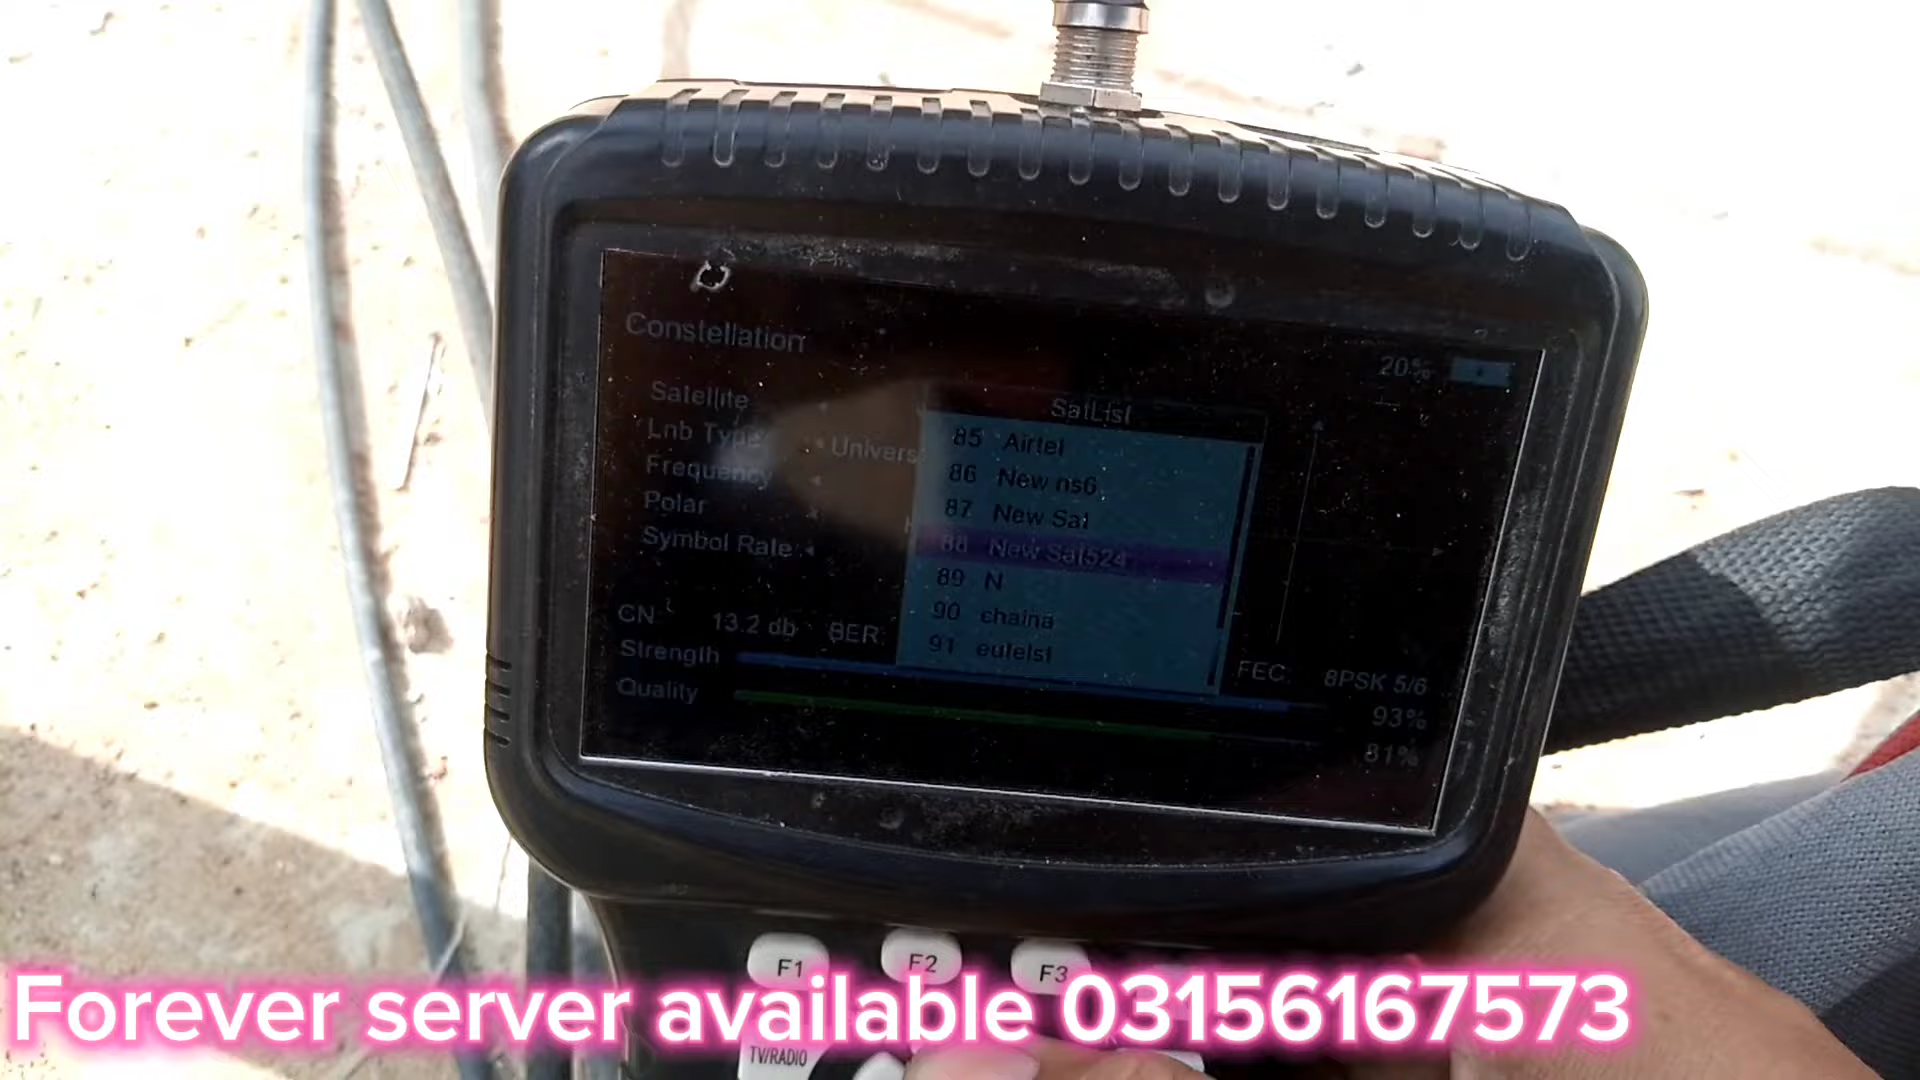 Constellation
20%
Satellite
Lnb Type
Univers
Frequency
Polar
Symbol Rate
SatList
85 Airtel
86 New ns6
87 New Sat
88 New Sat524
89 N
90 chaina
91 eutelst
CN 13.2 db BER
FEC 8PSK 5/6
Strength 93%
Quality 81%
F1 F2 F3
Forever server available 03156167573
TV/RADIO